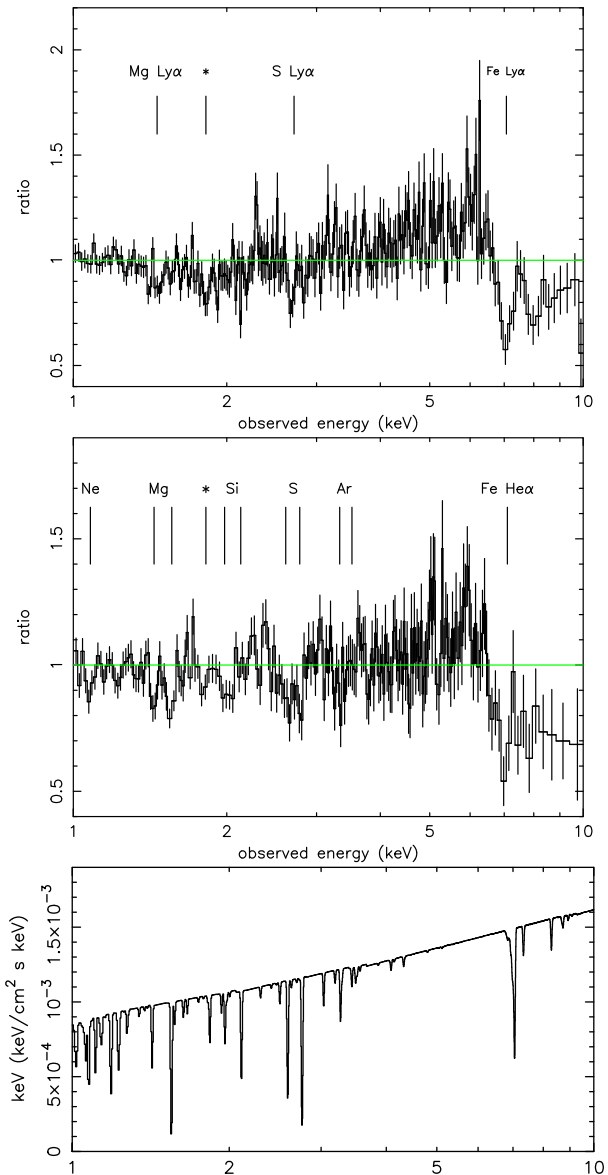 2
1.5
1
0.5
ratio
Mg Lyα
*
S Lyα
Fe Lyα
1 2 5 10
observed energy (keV)
1.5
1
0.5
ratio
Ne Mg * Si S Ar Fe Heα
1 2 5 10
observed energy (keV)
1.5×10⁻³
10⁻³
5×10⁻⁴
0
keV (keV/cm² s keV)
1 2 5 10